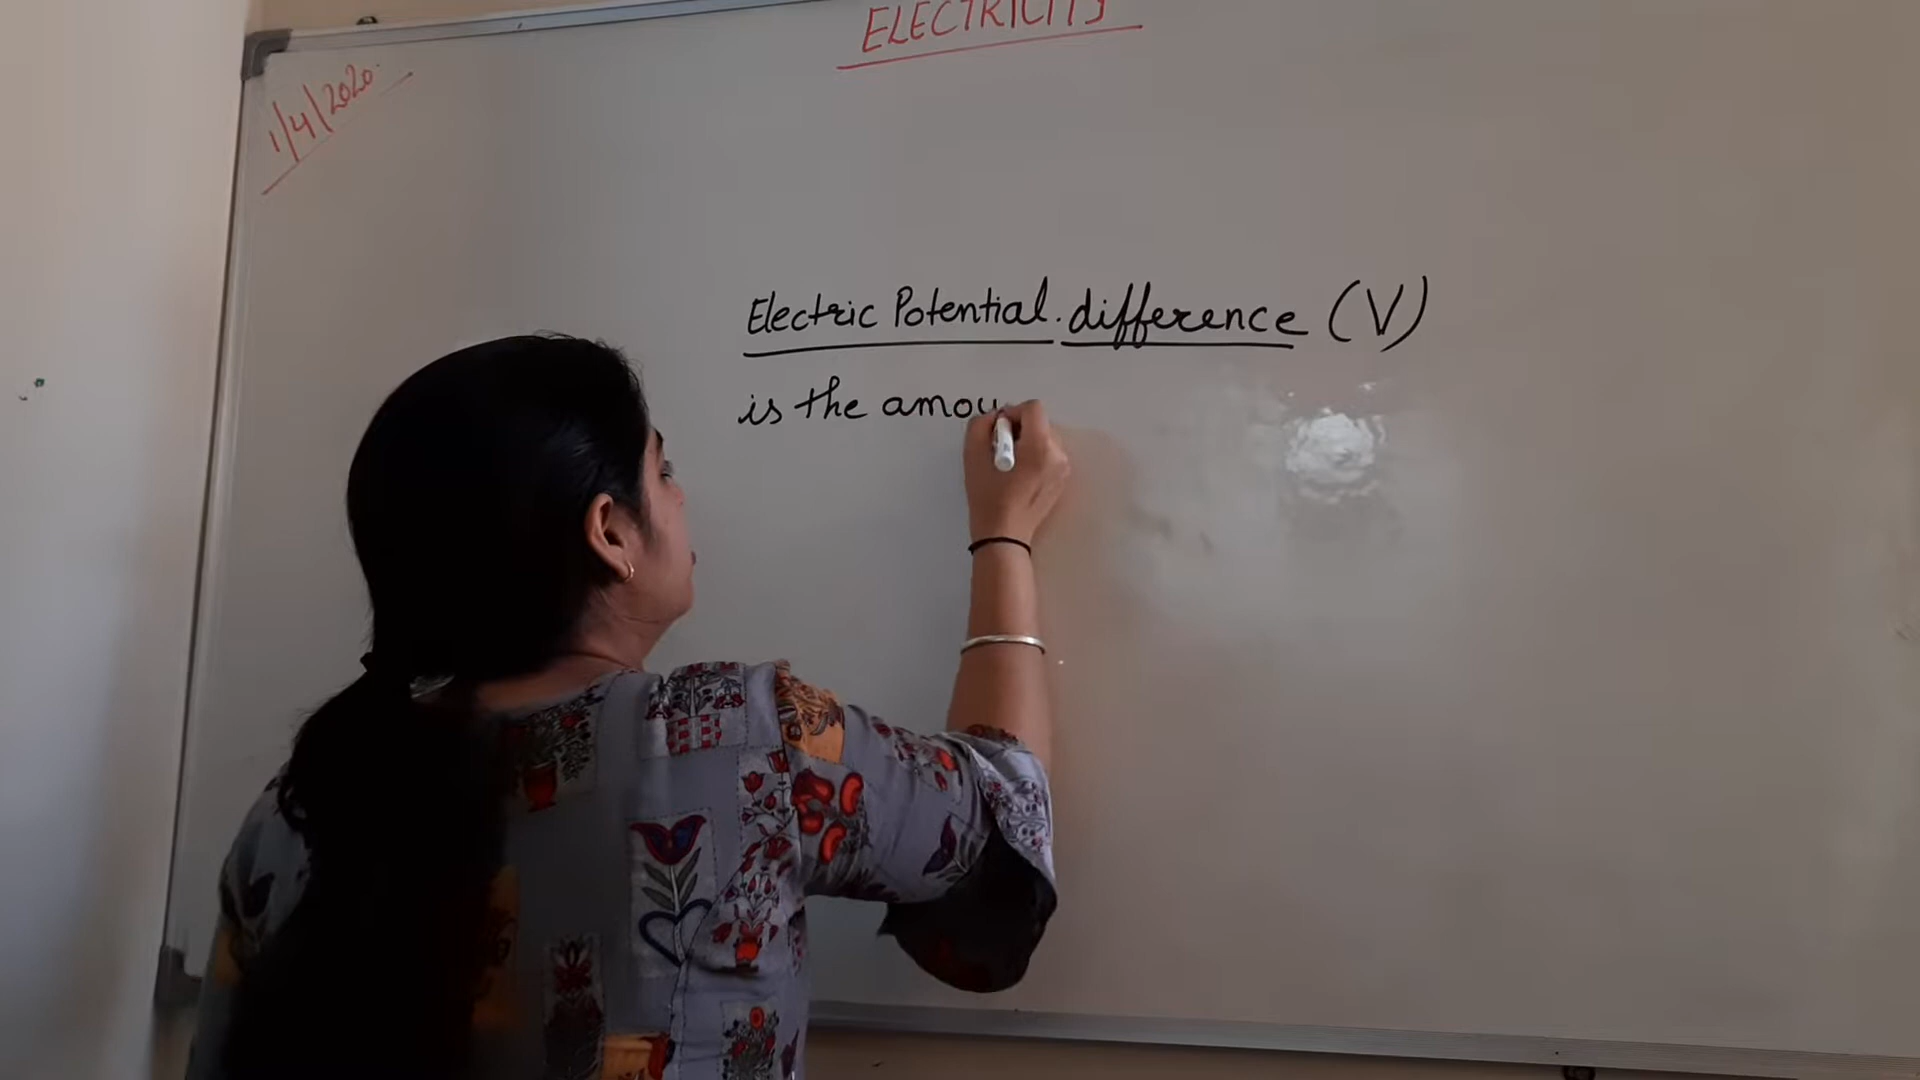 ELECTRICITY
1/4/2020.
Electric Potential. difference (V)
is the amou